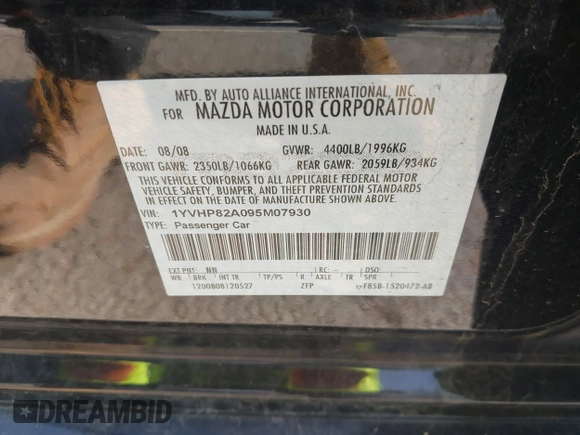 MFD. BY AUTO ALLIANCE INTERNATIONAL, INC.
FOR MAZDA MOTOR CORPORATION
MADE IN U.S.A.
DATE: 08/08 GVWR: 4400LB/1996KG
FRONT GAWR: 2350LB/1066KG REAR GAWR: 2059LB/934KG
THIS VEHICLE CONFORMS TO ALL APPLICABLE FEDERAL MOTOR
VEHICLE SAFETY, BUMPER, AND THEFT PREVENTION STANDARDS
IN EFFECT ON THE DATE OF MANUFACTURE SHOWN ABOVE.
VIN: 1YVHP82A095M07930
TYPE: Passenger Car
EXT PNT: NN RC: - DSO:
WB BRK INT TR TP/PS R AXLE TR SPR
1200808120527 ZFP F85B-1520472-AB
DREAMBID